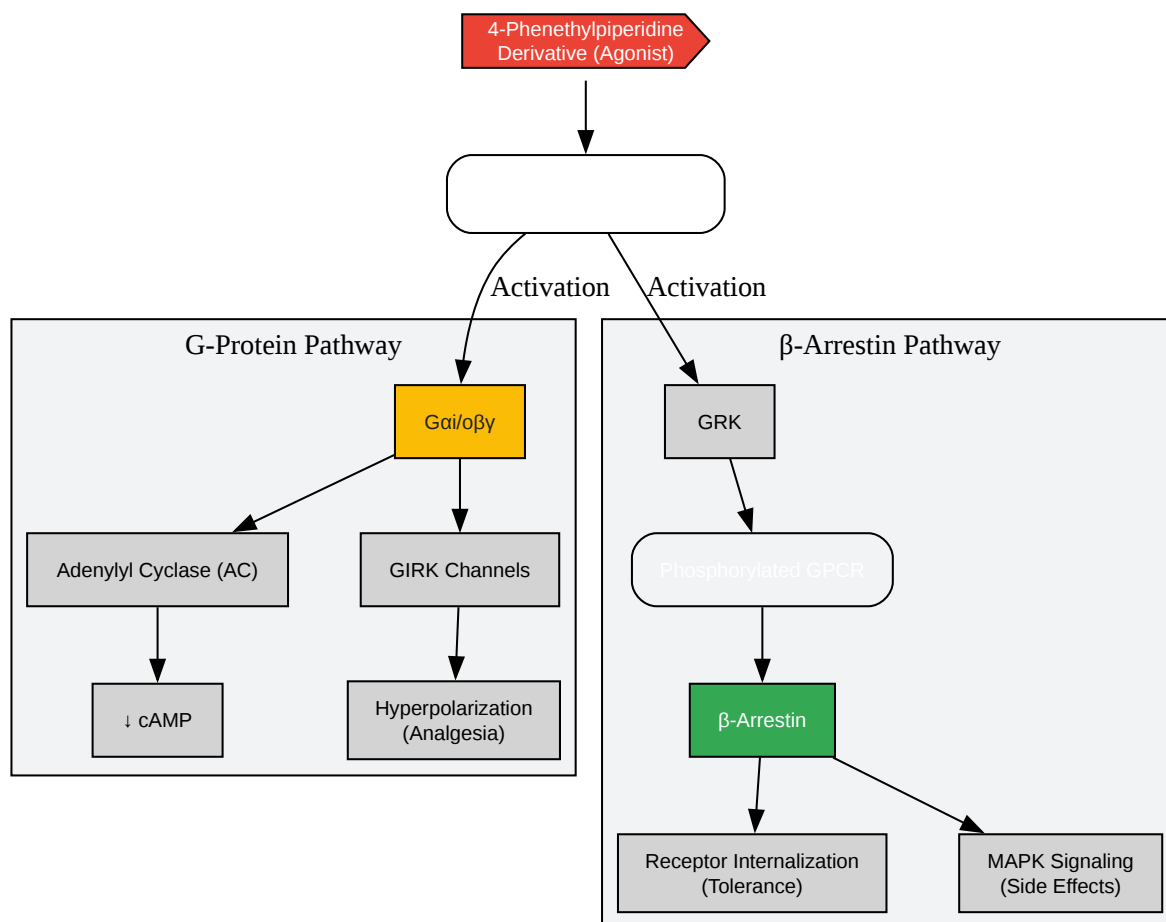 4-Phenethylpiperidine
Derivative (Agonist)
Activation
Activation
G-Protein Pathway
β-Arrestin Pathway
Gαi/oβγ
GRK
Adenylyl Cyclase (AC)
GIRK Channels
Phosphorylated GPCR
↓ cAMP
Hyperpolarization
(Analgesia)
β-Arrestin
Receptor Internalization
(Tolerance)
MAPK Signaling
(Side Effects)